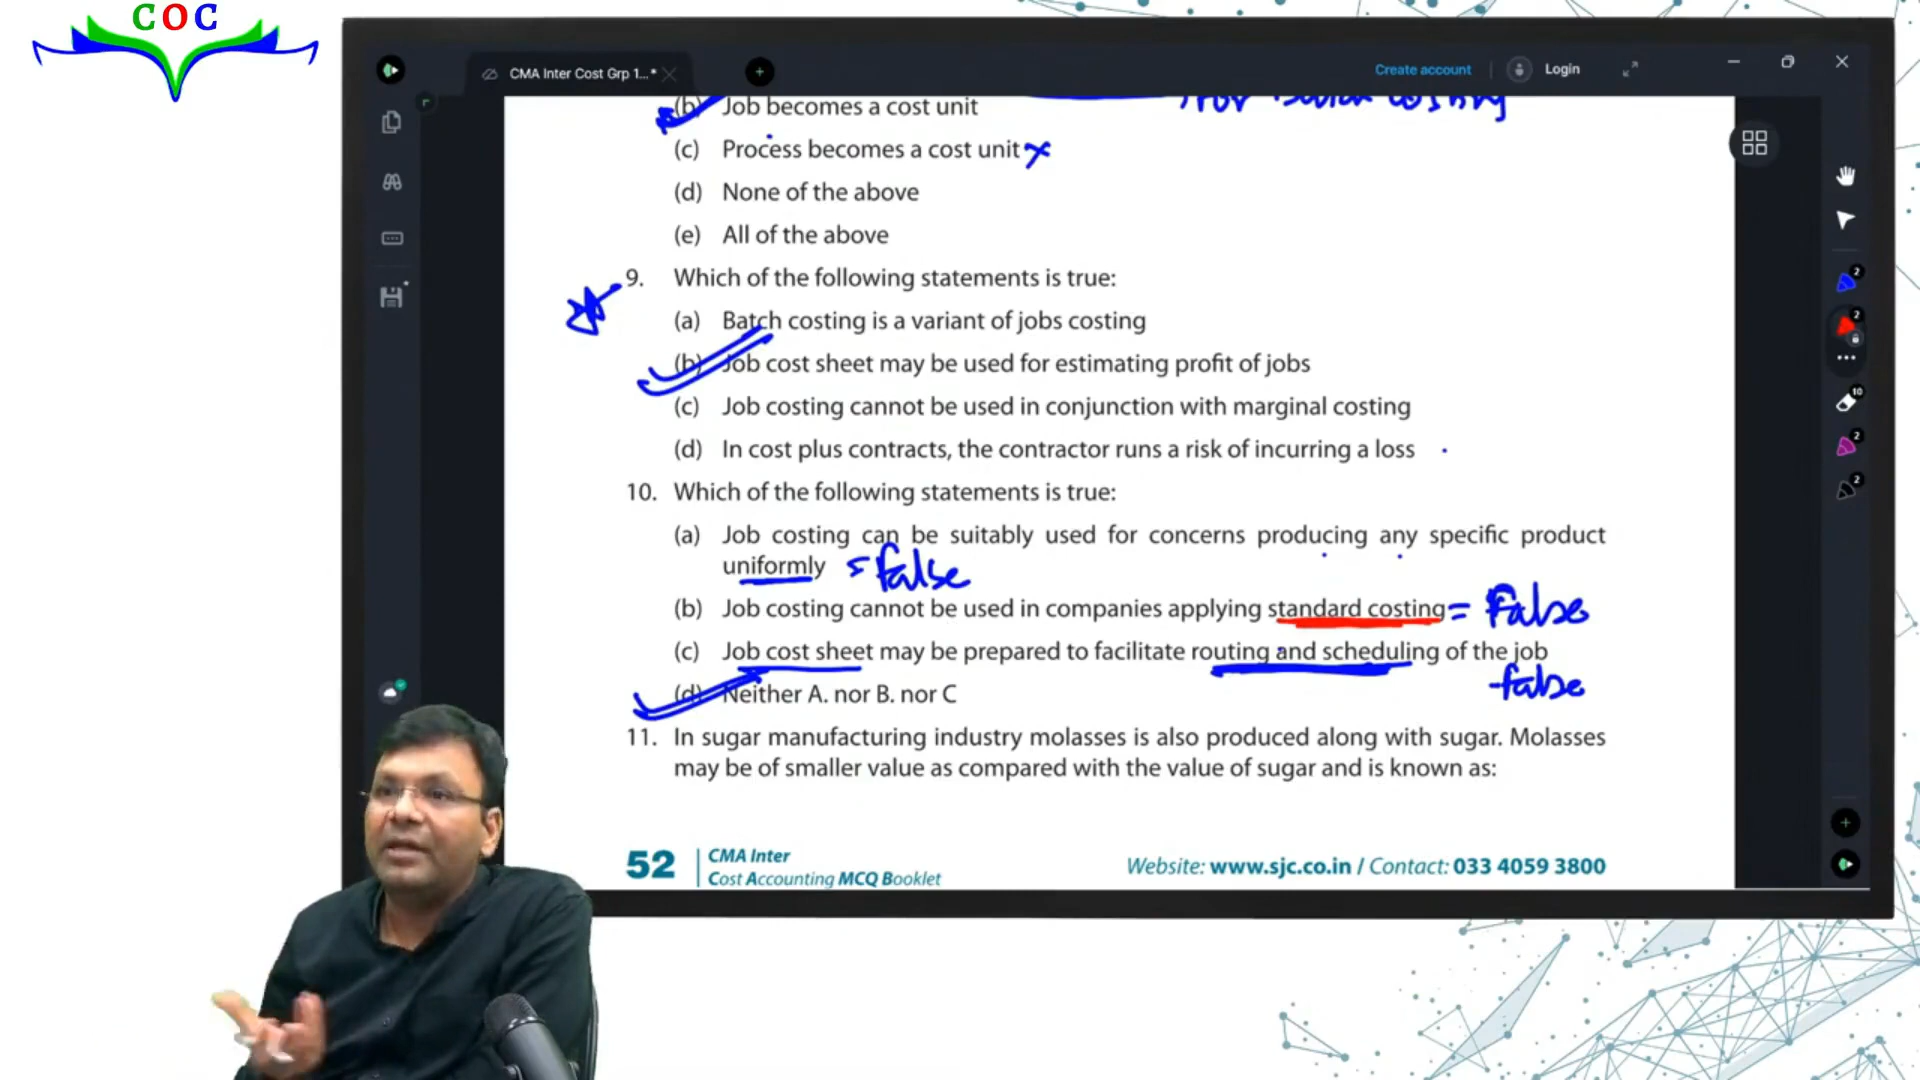 COC
CMA Inter Cost Grp 1...*
Create account
Login
(b) Job becomes a cost unit
for Batch costing
(c) Process becomes a cost unit ×
(d) None of the above
(e) All of the above
9. Which of the following statements is true:
(a) Batch costing is a variant of jobs costing
(b) Job cost sheet may be used for estimating profit of jobs
(c) Job costing cannot be used in conjunction with marginal costing
(d) In cost plus contracts, the contractor runs a risk of incurring a loss
10. Which of the following statements is true:
(a) Job costing can be suitably used for concerns producing any specific product
uniformly = false
(b) Job costing cannot be used in companies applying standard costing = False
(c) Job cost sheet may be prepared to facilitate routing and scheduling of the job
-false
(d) Neither A. nor B. nor C
11. In sugar manufacturing industry molasses is also produced along with sugar. Molasses
may be of smaller value as compared with the value of sugar and is known as:
52
CMA Inter
Cost Accounting MCQ Booklet
Website: www.sjc.co.in / Contact: 033 4059 3800
2
2
10
2
2